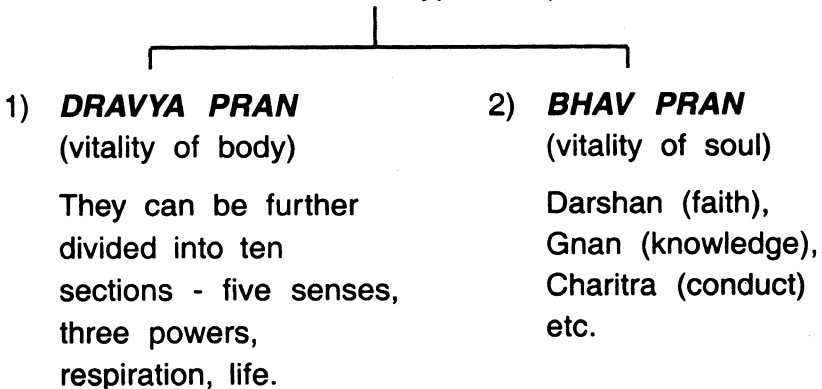 1) DRAVYA PRAN
(vitality of body)
They can be further
divided into ten
sections - five senses,
three powers,
respiration, life.
2) BHAV PRAN
(vitality of soul)
Darshan (faith),
Gnan (knowledge),
Charitra (conduct)
etc.